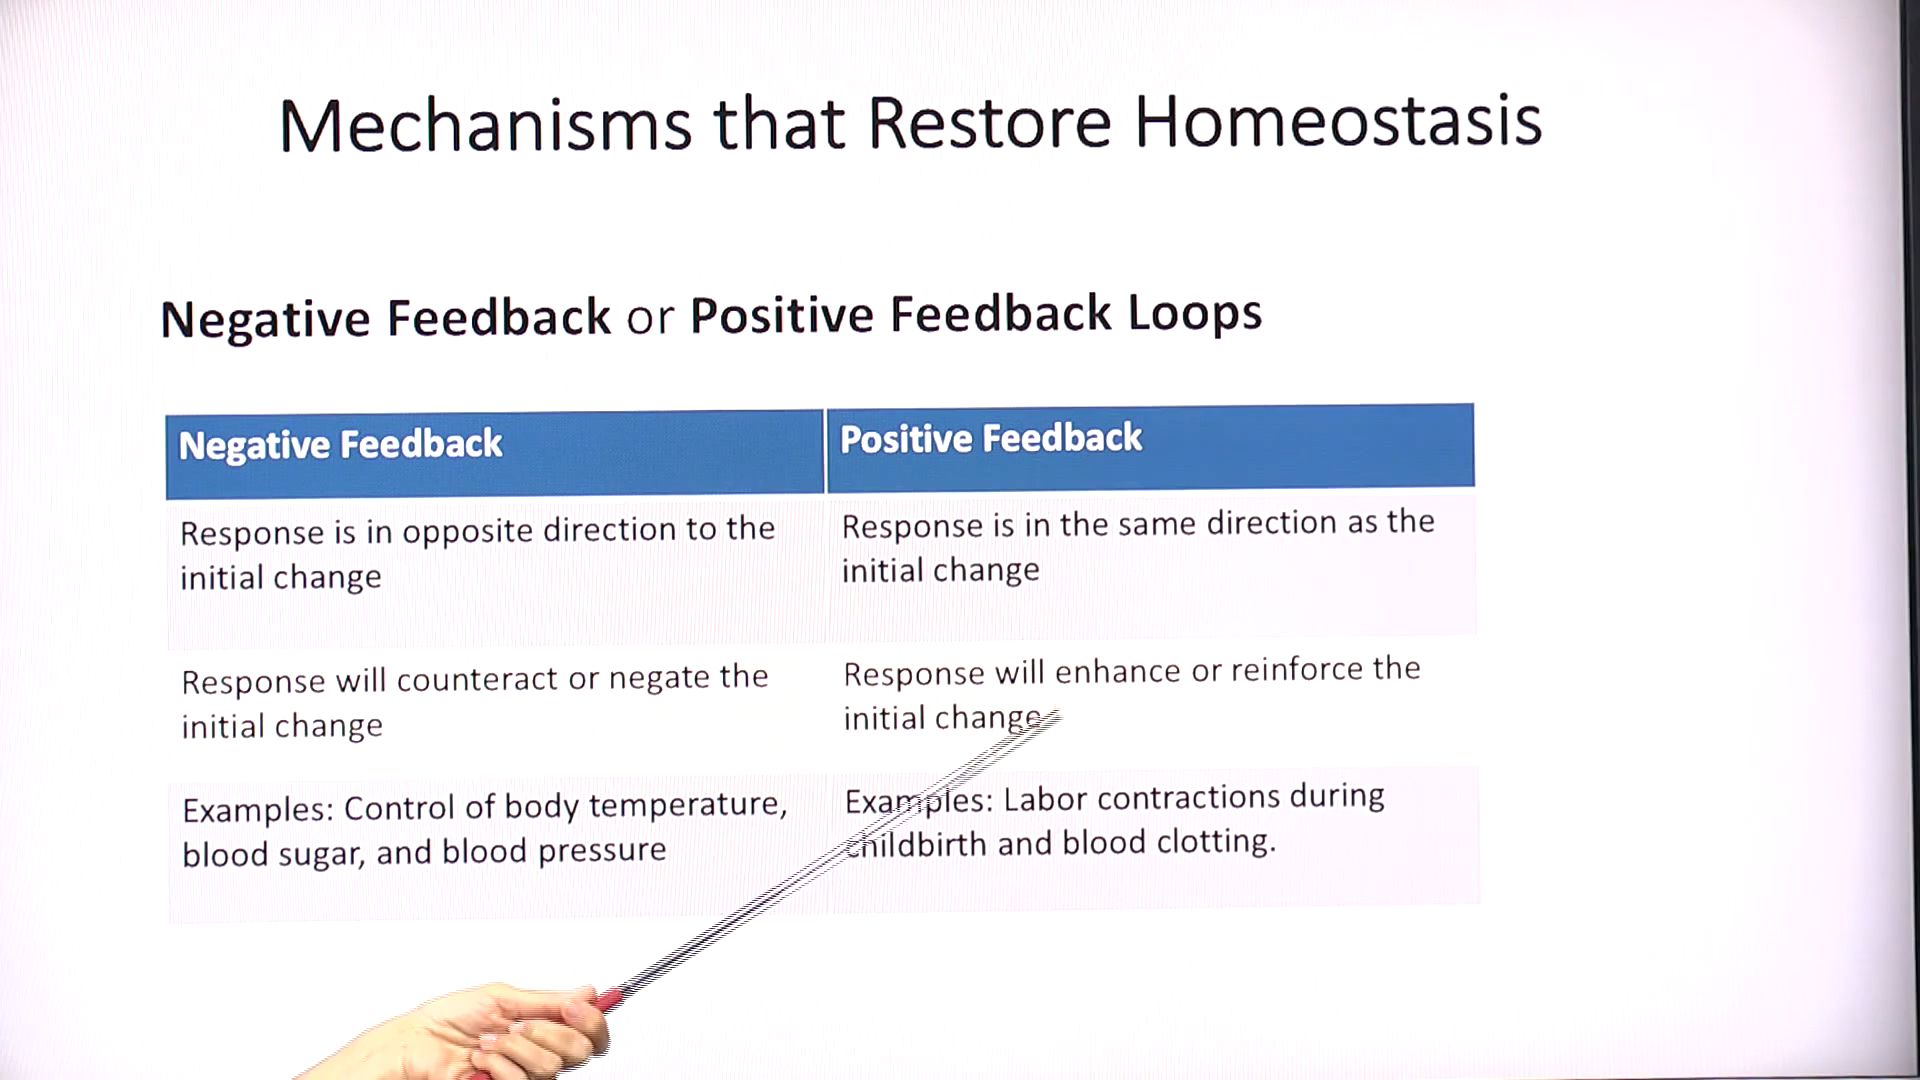 Mechanisms that Restore Homeostasis
Negative Feedback or Positive Feedback Loops
Negative Feedback
Positive Feedback
Response is in opposite direction to the
initial change
Response is in the same direction as the
initial change
Response will counteract or negate the
initial change
Response will enhance or reinforce the
initial change
Examples: Control of body temperature,
blood sugar, and blood pressure
Examples: Labor contractions during
childbirth and blood clotting.